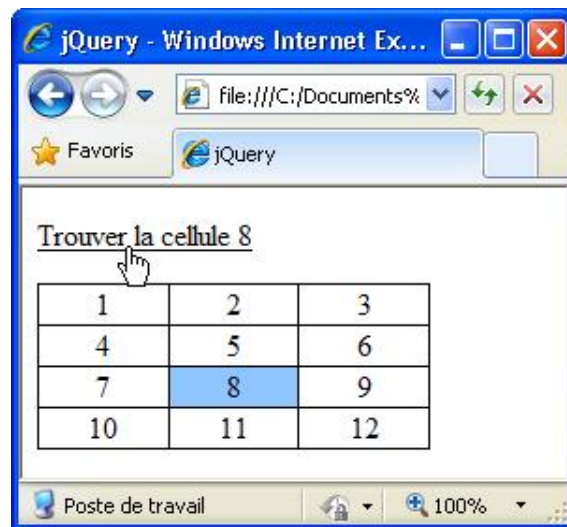 jQuery - Windows Internet Ex...
file:///C:/Documents%
Favoris jQuery
Trouver la cellule 8
1 2 3
4 5 6
7 8 9
10 11 12
Poste de travail 100%